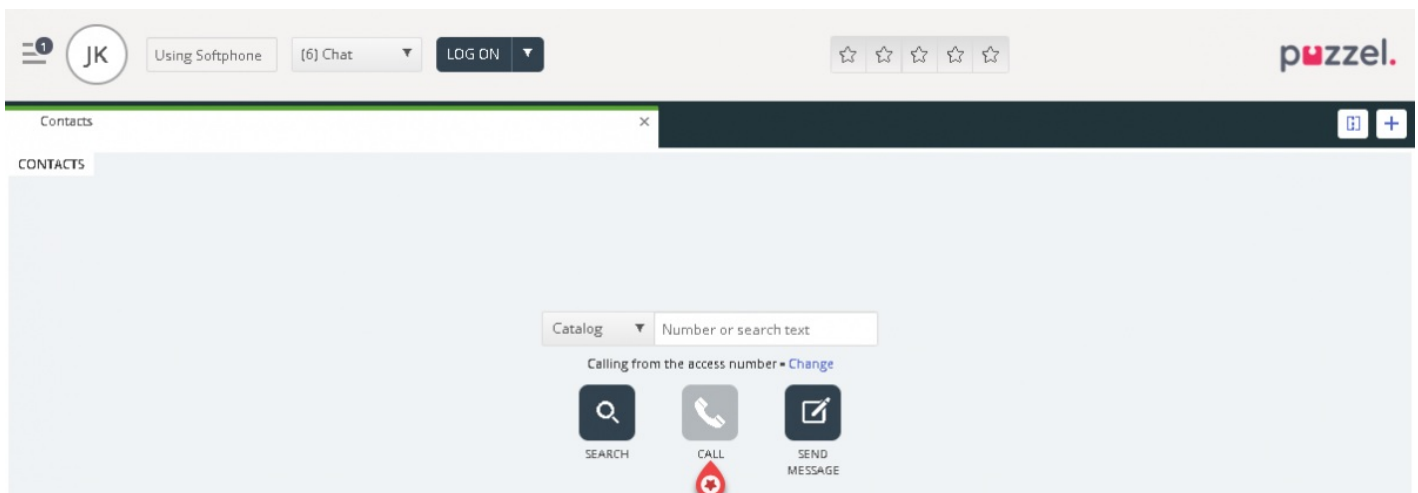 1
JK
Using Softphone
[6] Chat
LOG ON
puzzel.
Contacts
CONTACTS
Catalog
Number or search text
Calling from the access number • Change
SEARCH
CALL
SEND
MESSAGE